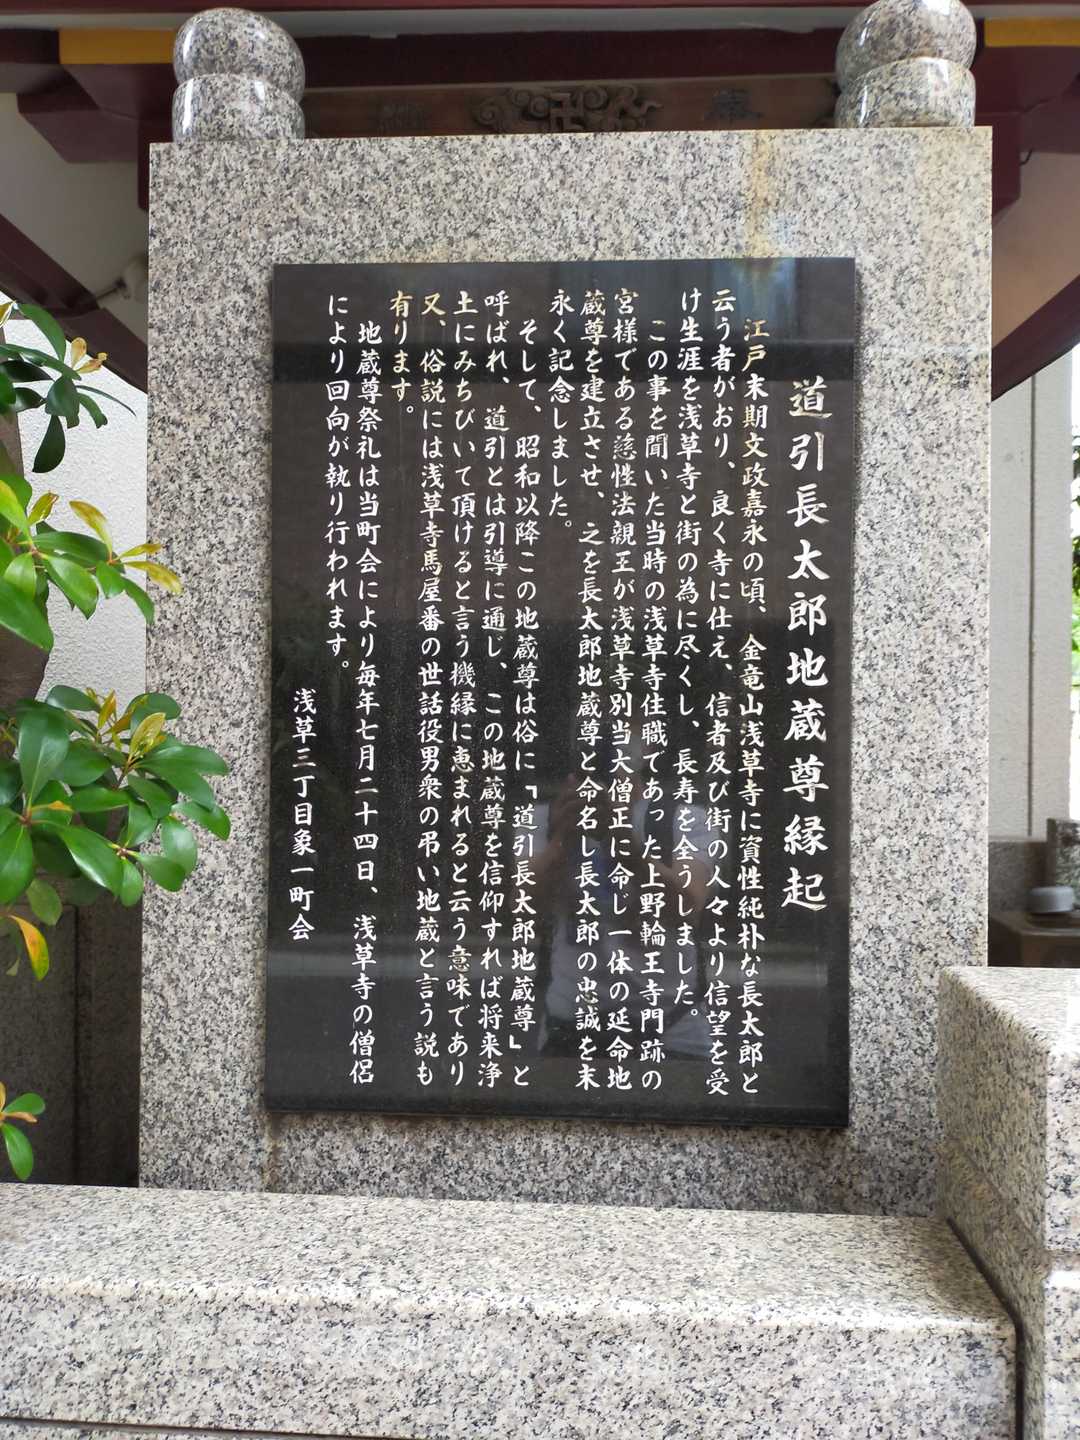 道引長太郎地蔵尊縁起
江戸末期文政嘉永の頃、金竜山浅草寺に資性純朴な長太郎と
云う者がおり、良く寺に仕え、信者及び街の人々より信望を受
け生涯を浅草寺と街の為に尽くし、長寿を全うしました。
この事を聞いた当時の浅草寺住職であった上野輪王寺門跡の
宮様である慈性法親王が浅草寺別当大僧正に命じ一体の延命地
蔵尊を建立させ、之を長太郎地蔵尊と命名し長太郎の忠誠を末
永く記念しました。
そして、昭和以降この地蔵尊は俗に「道引長太郎地蔵尊」と
呼ばれ、道引とは引導に通じ、この地蔵尊を信仰すれば将来浄
土にみちびいて頂けると言う機縁に恵まれると云う意味であり
又、俗説には浅草寺馬屋番の世話役男衆の弔い地蔵と言う説も
有ります。
地蔵尊祭礼は当町会により毎年七月二十四日、浅草寺の僧侶
により回向が執り行われます。
浅草三丁目象一町会